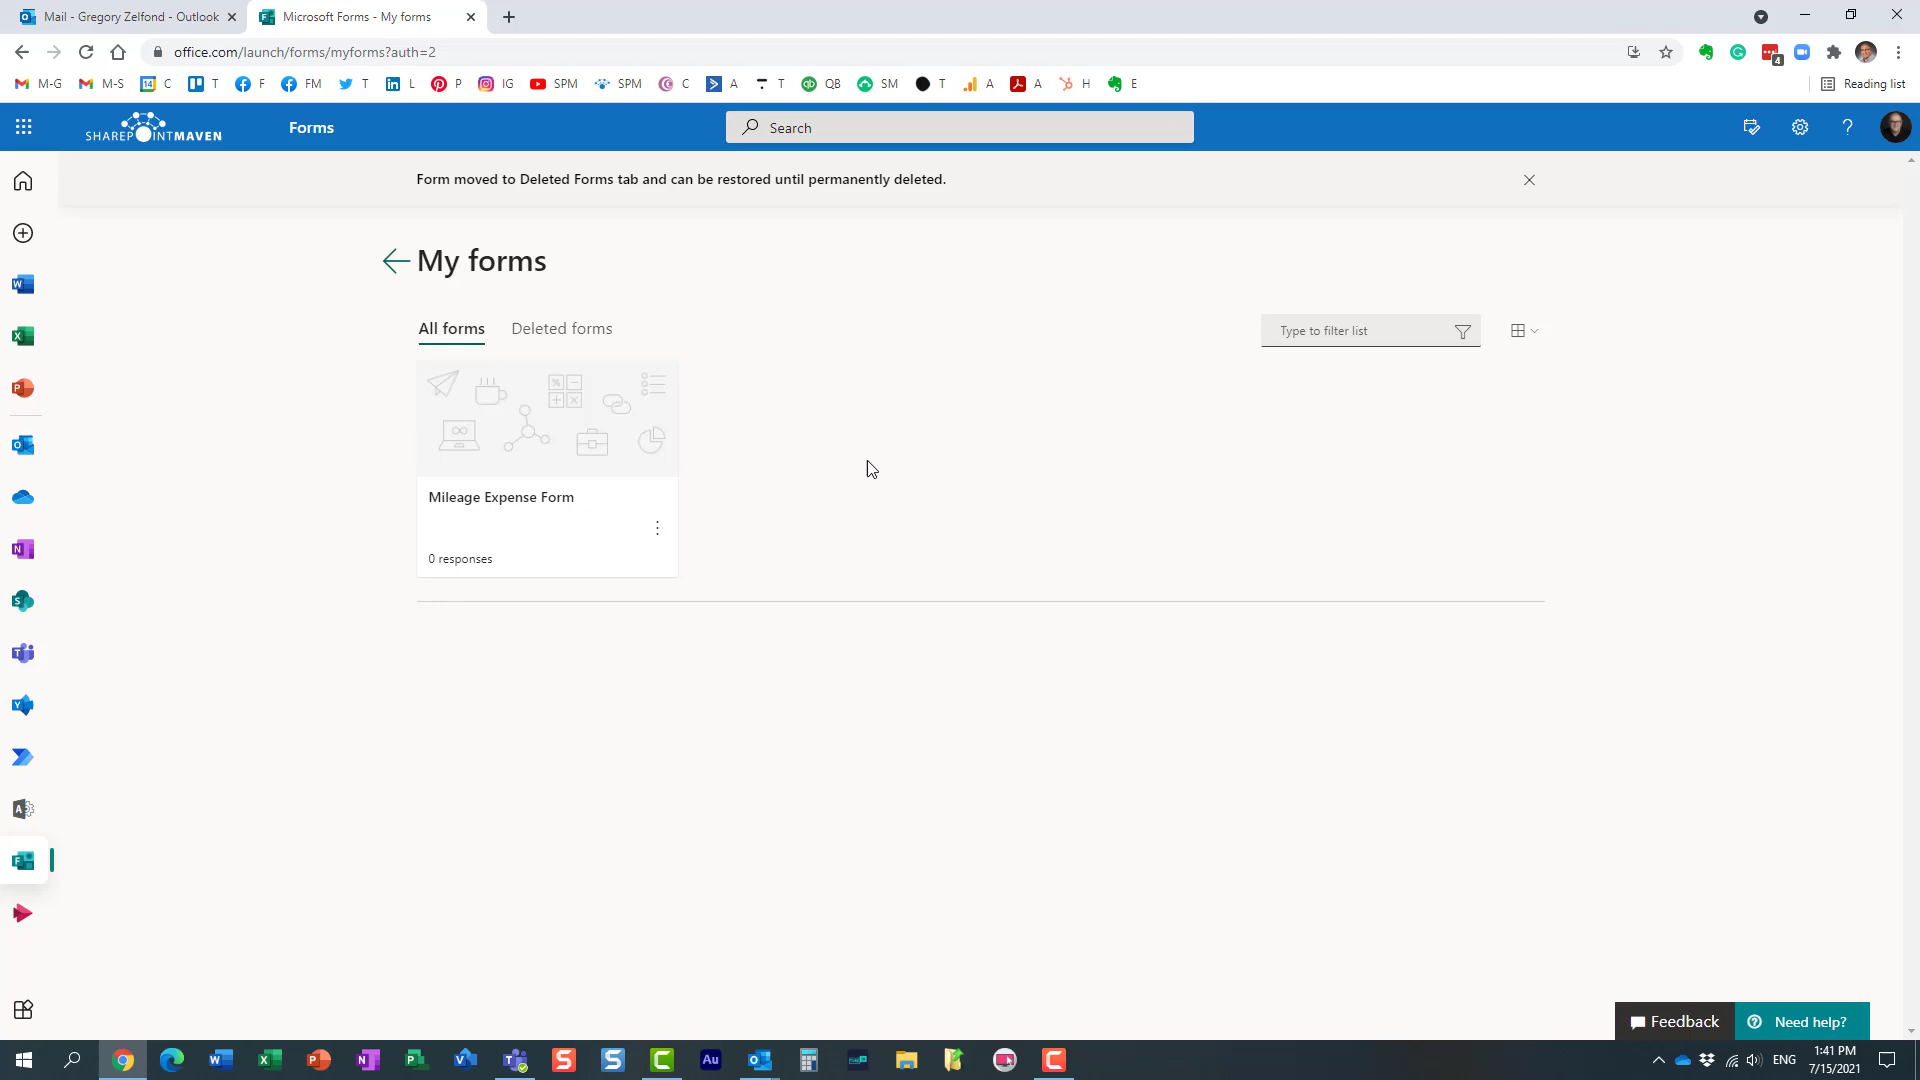 Mail - Gregory Zelfond - Outlook
Microsoft Forms - My forms
office.com/launch/forms/myforms?auth=2
4
M-G
M-S
14
C
T
F
FM
T
L
P
IG
SPM
SPM
C
A
T
QB
SM
T
A
A
H
E
Reading list
SHAREPOINTMAVEN
Forms
Search
Form moved to Deleted Forms tab and can be restored until permanently deleted.
My forms
All forms
Deleted forms
Type to filter list
Mileage Expense Form
0 responses
Feedback
Need help?
ENG
1:41 PM
7/15/2021